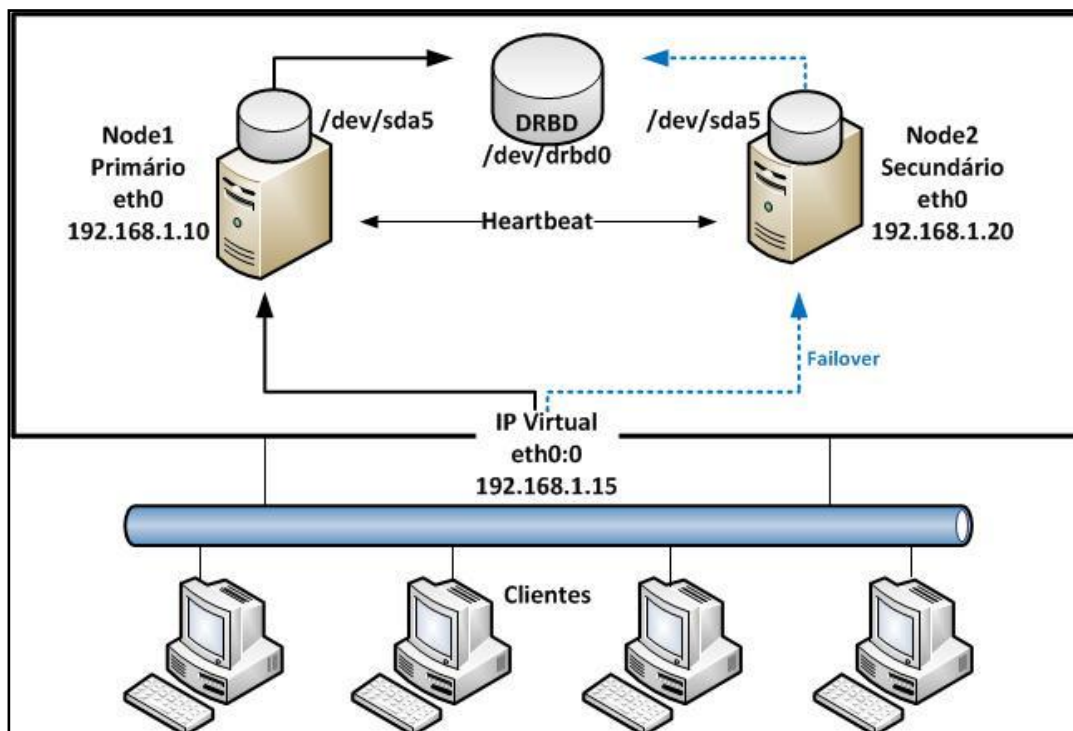 Node1
Primário
eth0
192.168.1.10
/dev/sda5
DRBD
/dev/drbd0
/dev/sda5
Node2
Secundário
eth0
192.168.1.20
Heartbeat
Failover
IP Virtual
eth0:0
192.168.1.15
Clientes